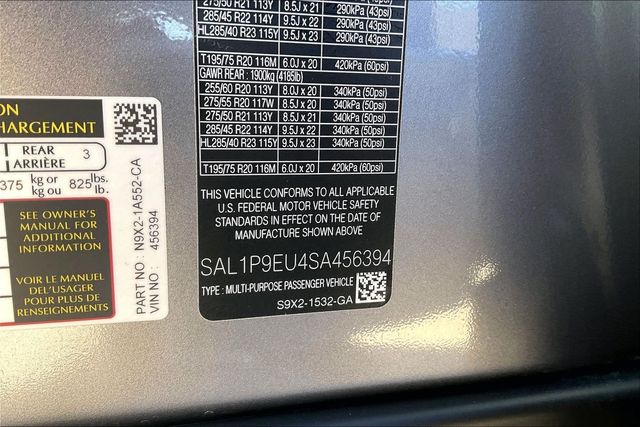 275/50 R21 113Y 8.5J x 21 290kPa (43psi)
285/45 R22 114Y 9.5J x 22 290kPa (43psi)
HL285/40 R23 115Y 9.5J x 23 290kPa (43psi)
T195/75 R20 116M 6.0J x 20 420kPa (60psi)
GAWR REAR : 1900kg (4185lb)
255/60 R20 113Y 8.0J x 20 340kPa (50psi)
275/55 R20 117W 8.5J x 20 340kPa (50psi)
275/50 R21 113Y 8.5J x 21 340kPa (50psi)
285/45 R22 114Y 9.5J x 22 340kPa (50psi)
HL285/40 R23 115Y 9.5J x 23 340kPa (50psi)
T195/75 R20 116M 6.0J x 20 420kPa (60psi)
THIS VEHICLE CONFORMS TO ALL APPLICABLE
U.S. FEDERAL MOTOR VEHICLE SAFETY
STANDARDS IN EFFECT ON THE DATE OF
MANUFACTURE SHOWN ABOVE
SAL1P9EU4SA456394
TYPE : MULTI-PURPOSE PASSENGER VEHICLE
S9X2-1532-GA
ON
HARGEMENT
REAR
ARRIÈRE 3
375 kg or
kg ou 825 lbs.
lb.
SEE OWNER'S
MANUAL FOR
ADDITIONAL
INFORMATION
VOIR LE MANUEL
DE L'USAGER
POUR PLUS DE
RENSEIGNEMENTS
PART NO: N9X2-1A552-CA
VIN NO : 456394